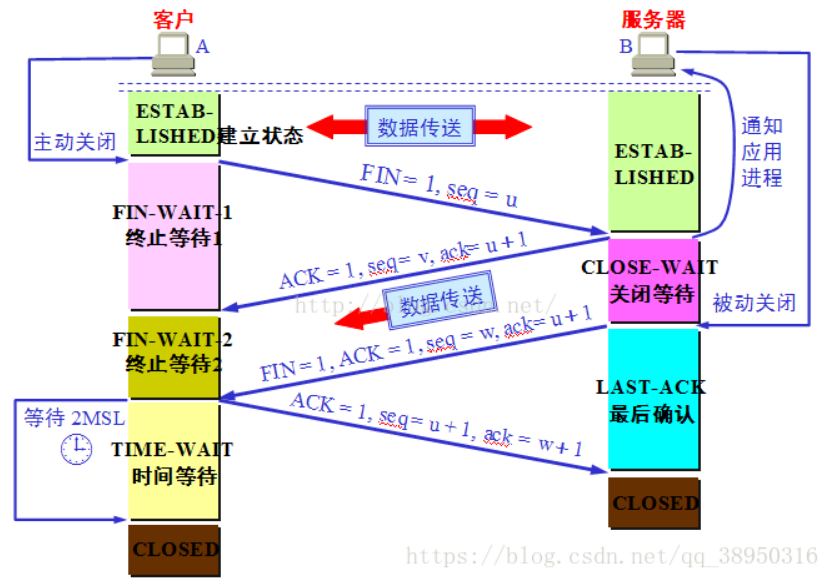 客户
服务器
A
B
ESTAB-
LISHED建立状态
数据传送
主动关闭
ESTAB-
LISHED
通知
应用
进程
FIN= 1, seq = u
FIN-WAIT-1
终止等待1
ACK = 1, seq= v, ack= u+1
CLOSE-WAIT
关闭等待
数据传送
被动关闭
FIN-WAIT-2
终止等待2
FIN=1, ACK = 1, seq = w, ack= u+1
LAST-ACK
最后确认
ACK = 1, seq= u+1, ack = w+1
等待 2MSL
TIME-WAIT
时间等待
CLOSED
CLOSED
https://blog.csdn.net/qq_38950316